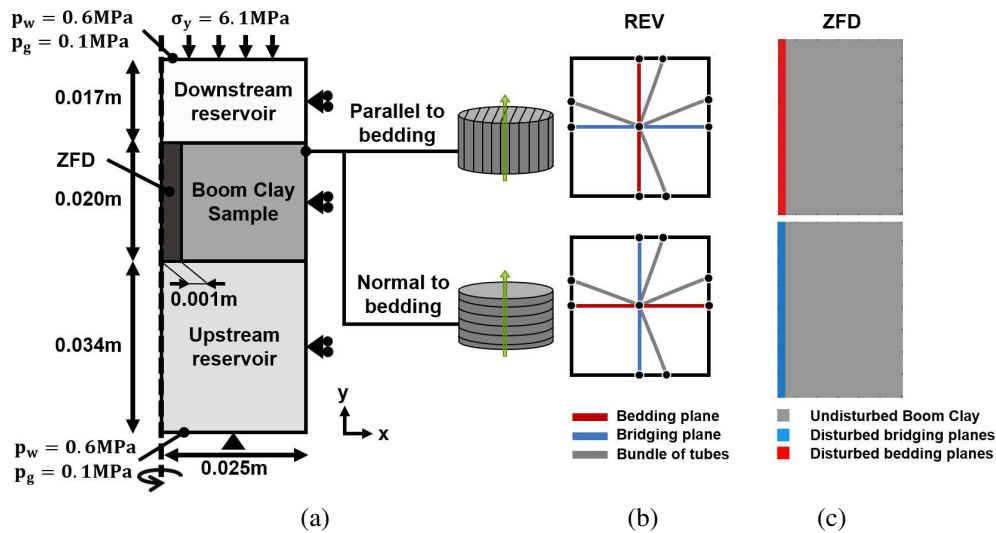 p_w = 0.6MPa
p_g = 0.1MPa
σ_y = 6.1MPa
REV
ZFD
0.017m
Downstream
reservoir
Parallel to
bedding
ZFD
0.020m
Boom Clay
Sample
0.001m
Normal to
bedding
0.034m
Upstream
reservoir
y
x
p_w = 0.6MPa
p_g = 0.1MPa
0.025m
Bedding plane
Bridging plane
Bundle of tubes
Undisturbed Boom Clay
Disturbed bridging planes
Disturbed bedding planes
(a)
(b)
(c)